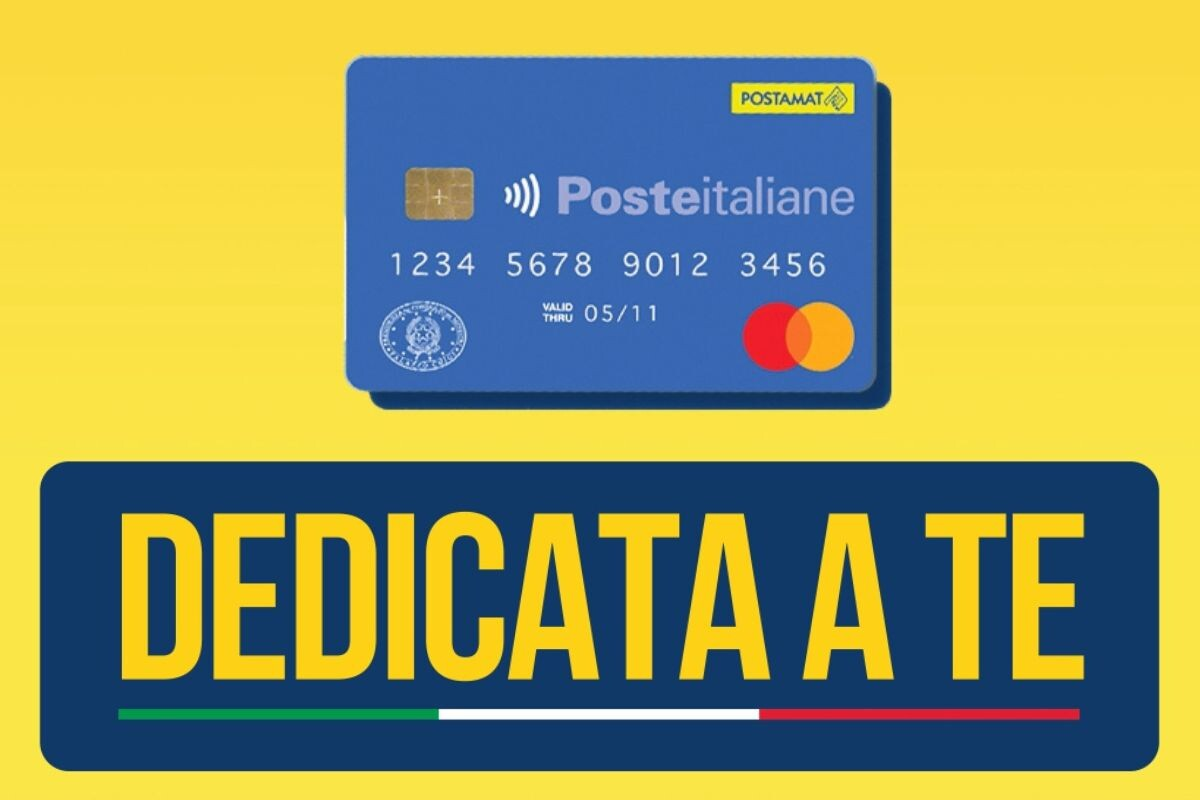 POSTAMAT
Posteitaliane
1234 5678 9012 3456
VALID
THRU 05/11
DEDICATA A TE